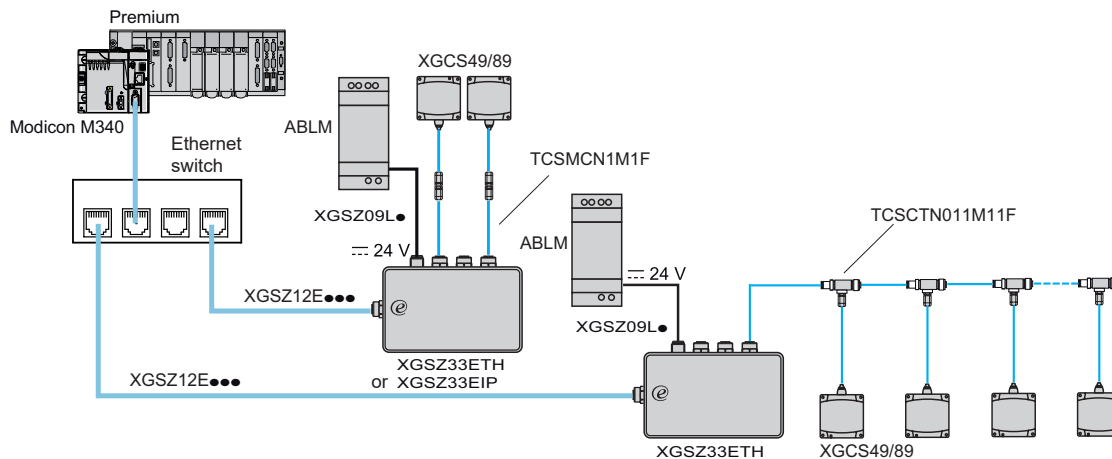 Premium
Modicon M340
Ethernet
switch
ABLM
XGCS49/89
TCSMCN1M1F
XGSZ09L●
24 V
XGSZ12E●●●
XGSZ33ETH
or XGSZ33EIP
XGSZ12E●●●
ABLM
24 V
XGSZ09L●
TCSCTN011M11F
XGSZ33ETH
XGCS49/89
e
e